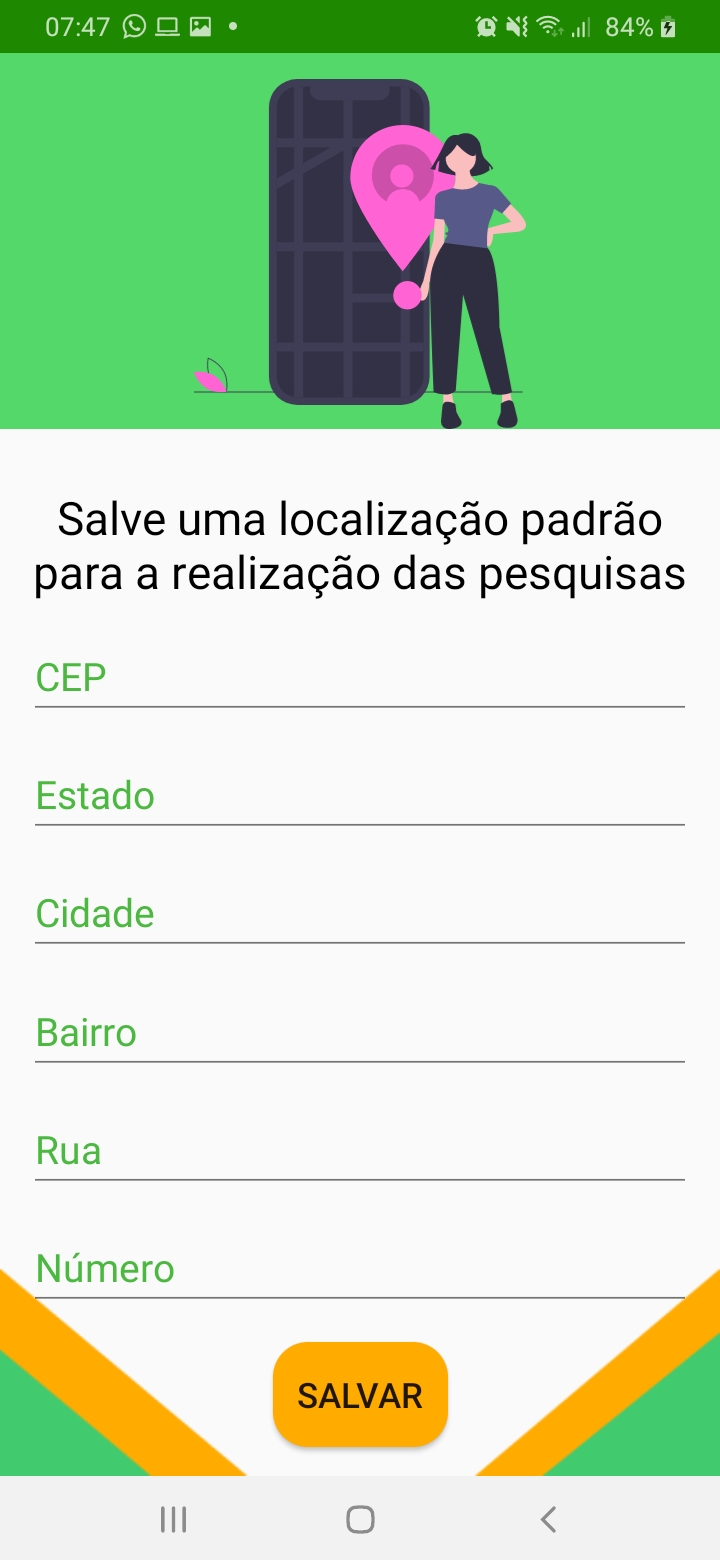 07:47 84%
Salve uma localização padrão
para a realização das pesquisas
CEP
Estado
Cidade
Bairro
Rua
Número
SALVAR